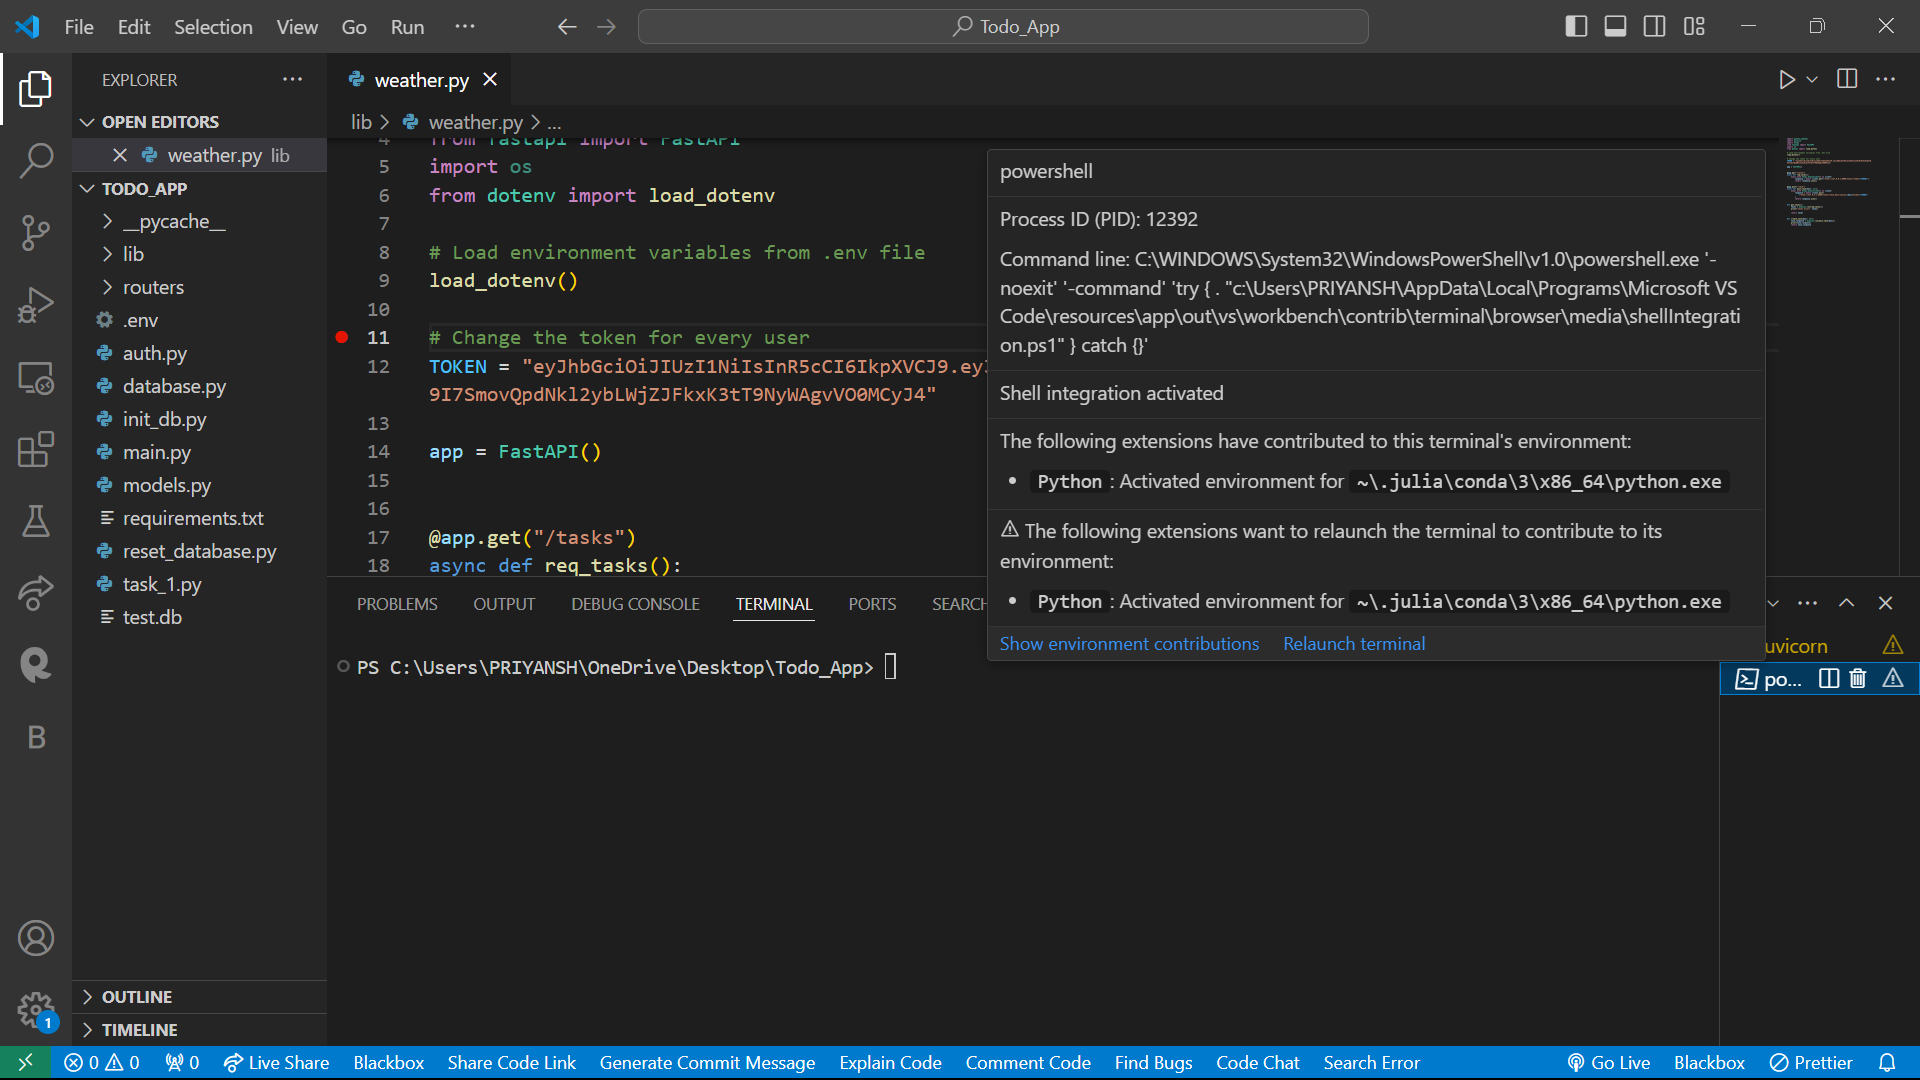 File Edit Selection View Go Run ...
Todo_App
EXPLORER
OPEN EDITORS
weather.py lib
TODO_APP
__pycache__
lib
routers
.env
auth.py
database.py
init_db.py
main.py
models.py
requirements.txt
reset_database.py
task_1.py
test.db
OUTLINE
TIMELINE
weather.py
lib > weather.py > ...
4 from fastapi import FastAPI
5 import os
6 from dotenv import load_dotenv
7
8 # Load environment variables from .env file
9 load_dotenv()
10
11 # Change the token for every user
12 TOKEN = "eyJhbGciOiJIUzI1NiIsInR5cCI6IkpXVCJ9.eyJ
9I7SmovQpdNkl2ybLWjZJFkxK3tT9NyWAgvVO0MCyJ4"
13
14 app = FastAPI()
15
16
17 @app.get("/tasks")
18 async def req_tasks():
powershell
Process ID (PID): 12392
Command line: C:\WINDOWS\System32\WindowsPowerShell\v1.0\powershell.exe '-
noexit' '-command' 'try { . "c:\Users\PRIYANSH\AppData\Local\Programs\Microsoft VS
Code\resources\app\out\vs\workbench\contrib\terminal\browser\media\shellIntegrati
on.ps1" } catch {}'
Shell integration activated
The following extensions have contributed to this terminal's environment:
• Python : Activated environment for ~\.julia\conda\3\x86_64\python.exe
The following extensions want to relaunch the terminal to contribute to its
environment:
• Python : Activated environment for ~\.julia\conda\3\x86_64\python.exe
Show environment contributions Relaunch terminal
PROBLEMS OUTPUT DEBUG CONSOLE TERMINAL PORTS SEARCH
PS C:\Users\PRIYANSH\OneDrive\Desktop\Todo_App>
uvicorn
po...
B
1
0 0 0 Live Share Blackbox Share Code Link Generate Commit Message Explain Code Comment Code Find Bugs Code Chat Search Error Go Live Blackbox Prettier